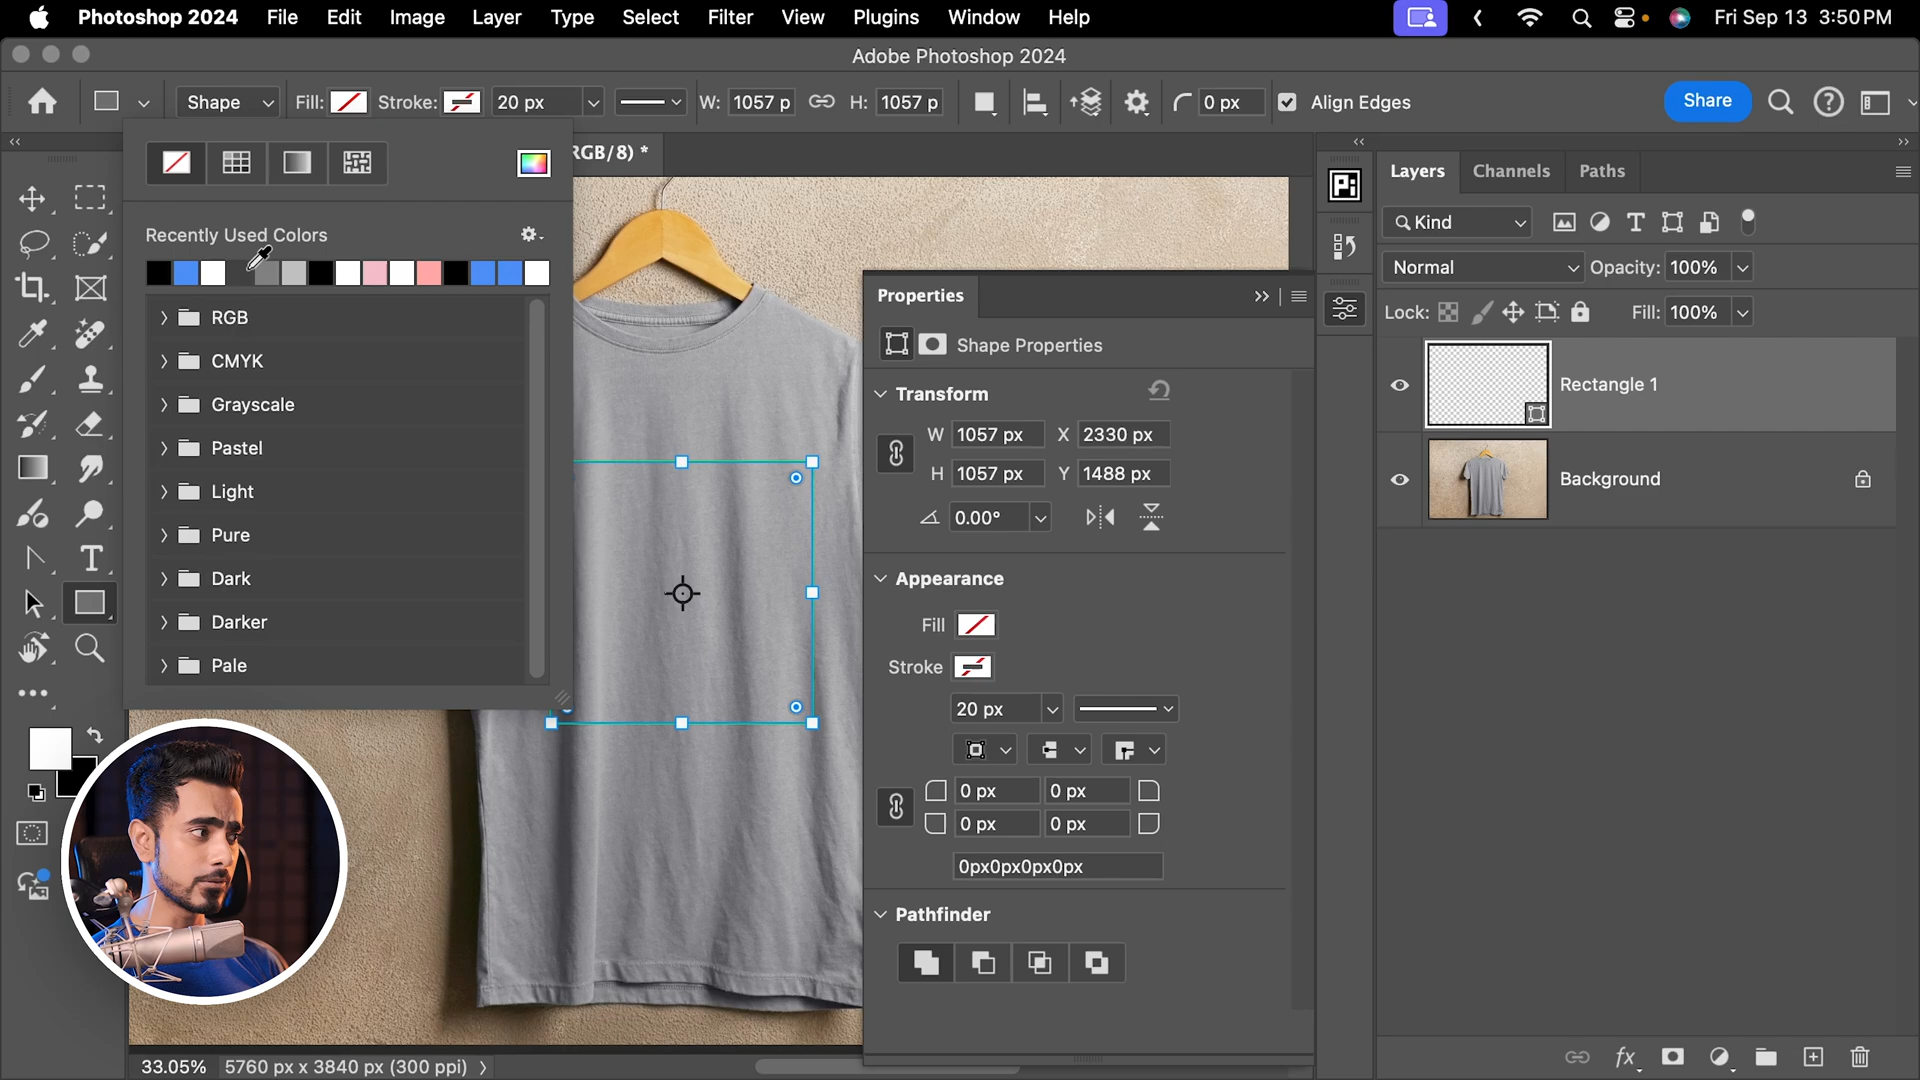 Photoshop 2024 File Edit Image Layer Type Select Filter View Plugins Window Help Fri Sep 13 3:50 PM
Adobe Photoshop 2024
Shape Fill: Stroke: 20 px W: 1057 p H: 1057 p 0 px Align Edges Share
RGB/8) *
Recently Used Colors
RGB
CMYK
Grayscale
Pastel
Light
Pure
Dark
Darker
Pale
Properties
Shape Properties
Transform
W 1057 px X 2330 px
H 1057 px Y 1488 px
0.00°
Appearance
Fill
Stroke
20 px
0 px 0 px
0 px 0 px
0px0px0px0px
Pathfinder
Pi
Layers Channels Paths
Kind
Normal Opacity: 100%
Lock: Fill: 100%
Rectangle 1
Background
fx
33.05% 5760 px x 3840 px (300 ppi)